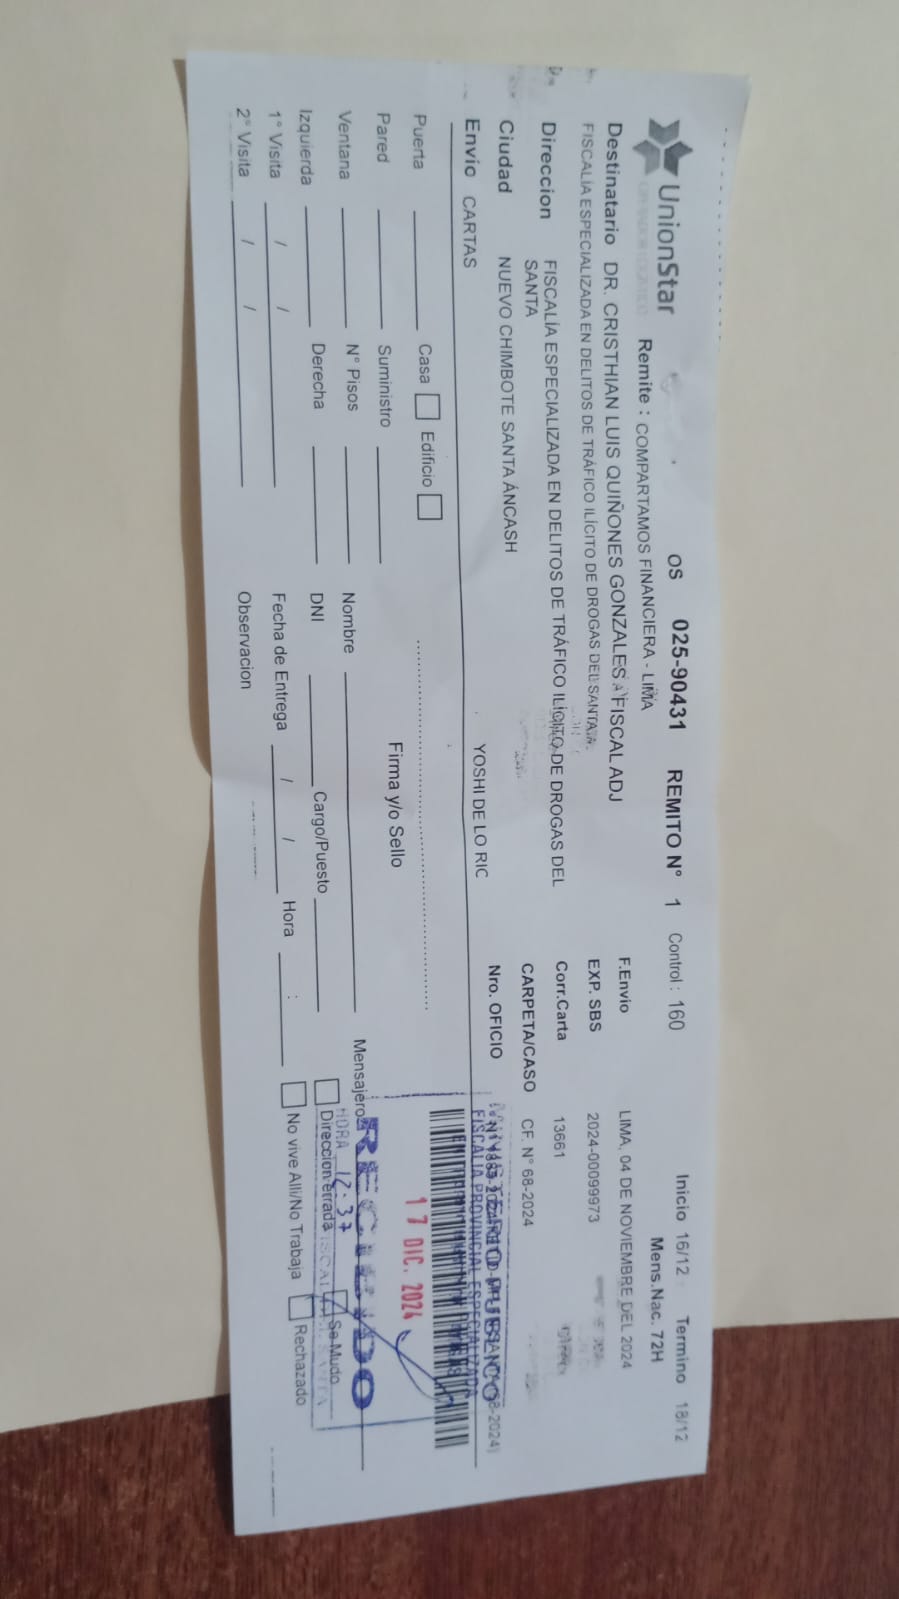 UnionStar OS 025-90431 REMITO N° 1 Control : 160 Inicio 16/12 Termino 18/12
Remite : COMPARTAMOS FINANCIERA - LIMA Mens.Nac. 72H
Destinatario DR. CRISTHIAN LUIS QUIÑONES GONZALES FISCAL ADJ
FISCALÍA ESPECIALIZADA EN DELITOS DE TRÁFICO ILÍCITO DE DROGAS DEL SANTA
Direccion FISCALÍA ESPECIALIZADA EN DELITOS DE TRÁFICO ILÍCITO DE DROGAS DEL
SANTA
Ciudad NUEVO CHIMBOTE SANTA ÁNCASH
Envio CARTAS YOSHI DE LO RIC
F.Envio LIMA, 04 DE NOVIEMBRE DEL 2024
EXP. SBS 2024-00099973
Corr.Carta 13661
CARPETA/CASO CF. N° 68-2024
Nro. OFICIO
MINISTERIO PUBLICO
FISCALIA PROVINCIAL ESPECIALIZADA
17 DIC. 2024
RECIBIDO
HORA 12:37
Puerta Casa Edificio
Pared Suministro Firma y/o Sello
Ventana N° Pisos Nombre Mensajero
Izquierda Derecha DNI Cargo/Puesto Direccion errada Se Mudo
1° Visita / / Fecha de Entrega / / Hora : No vive Alli/No Trabaja Rechazado
2° Visita / / Observacion